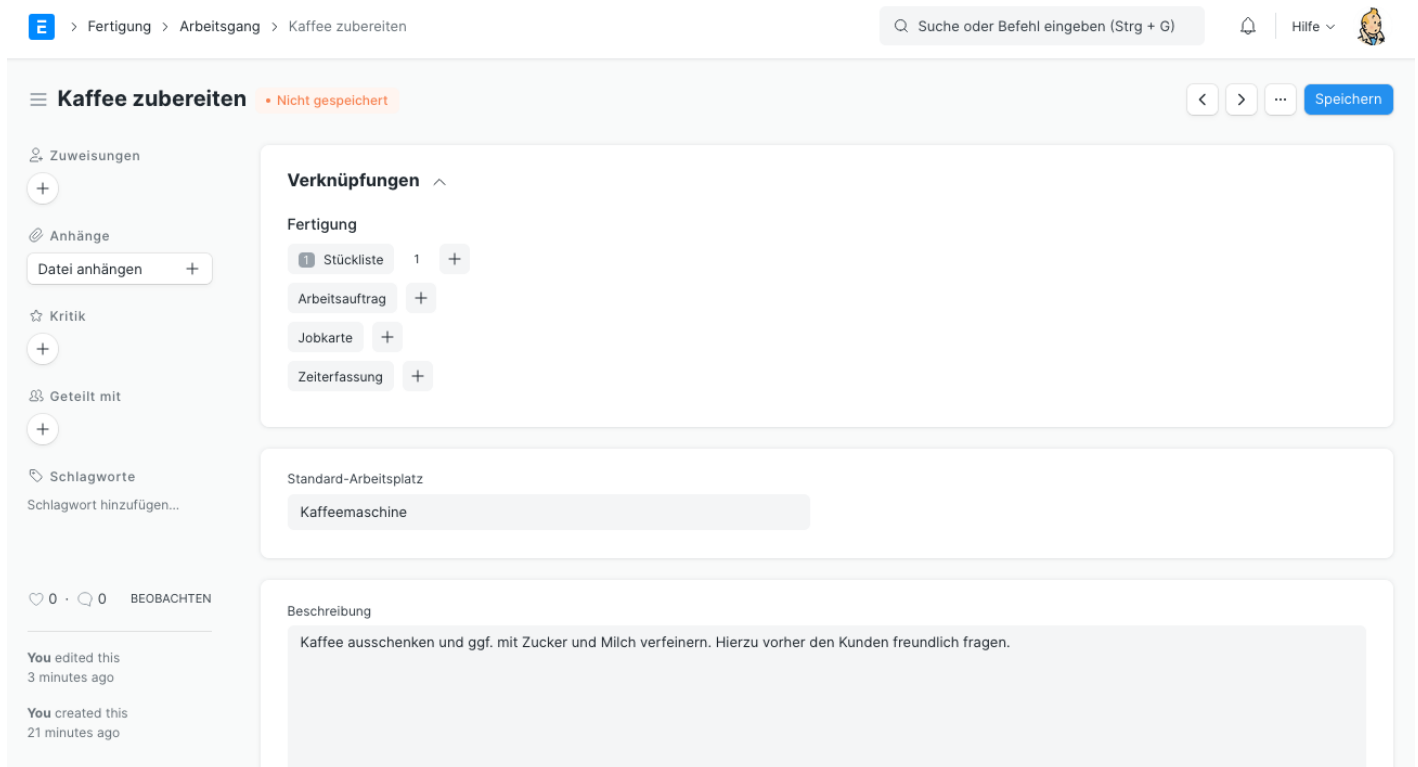 E > Fertigung > Arbeitsgang > Kaffee zubereiten
Suche oder Befehl eingeben (Strg + G)
Hilfe
Kaffee zubereiten
• Nicht gespeichert
Speichern
Zuweisungen
Anhänge
Datei anhängen
Kritik
Geteilt mit
Schlagworte
Schlagwort hinzufügen...
0 · 0 BEOBACHTEN
You edited this
3 minutes ago
You created this
21 minutes ago
Verknüpfungen
Fertigung
1 Stückliste 1 +
Arbeitsauftrag +
Jobkarte +
Zeiterfassung +
Standard-Arbeitsplatz
Kaffeemaschine
Beschreibung
Kaffee ausschenken und ggf. mit Zucker und Milch verfeinern. Hierzu vorher den Kunden freundlich fragen.